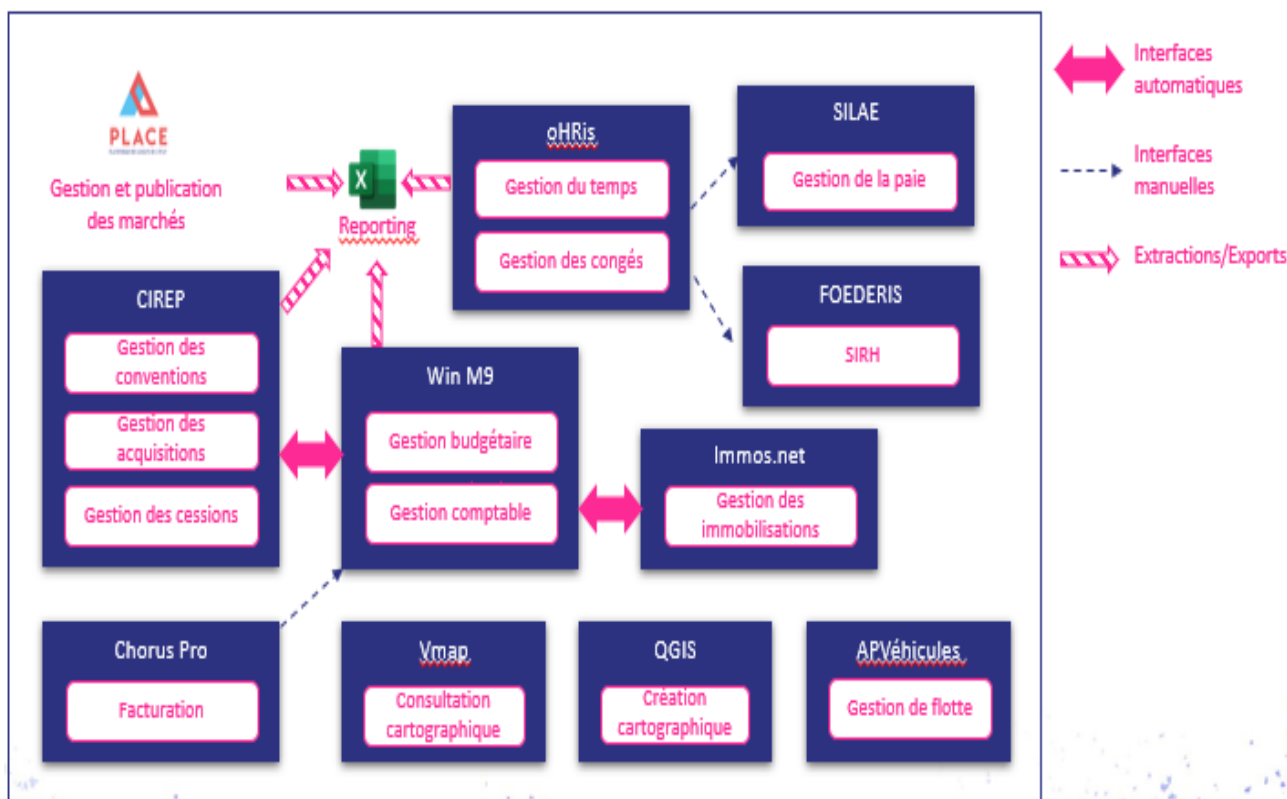 PLACE
Gestion et publication
des marchés
Reporting
oHRis
Gestion du temps
Gestion des congés
SILAE
Gestion de la paie
FOEDERIS
SIRH
CIREP
Gestion des
conventions
Gestion des
acquisitions
Gestion des cessions
Win M9
Gestion budgétaire
Gestion comptable
Immos.net
Gestion des
immobilisations
Chorus Pro
Facturation
Vmap
Consultation
cartographique
QGIS
Création
cartographique
APVéhicules
Gestion de flotte
Interfaces
automatiques
Interfaces
manuelles
Extractions/Exports